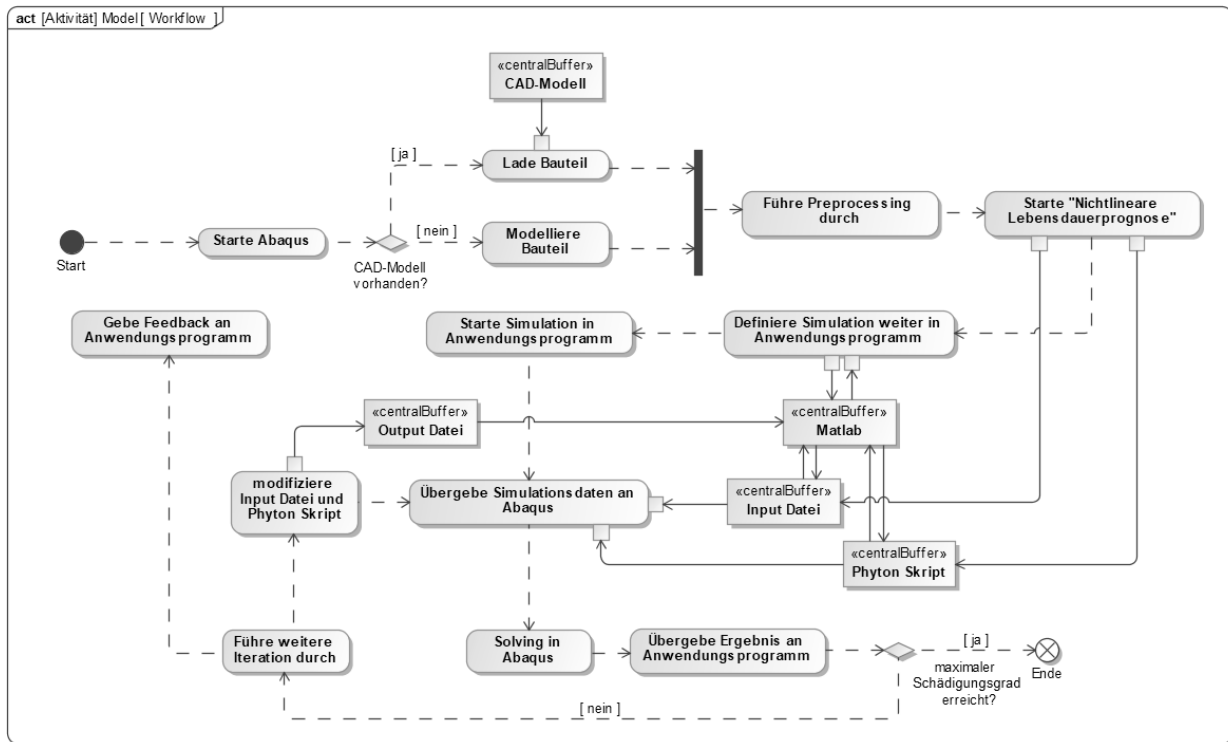 act [Aktivität] Model [ Workflow ]
«centralBuffer»
CAD-Modell
[ ja ]
Lade Bauteil
Führe Preprocessing
durch
Starte "Nichtlineare
Lebensdauerprognose"
Start
Starte Abaqus
[ nein ]
Modelliere
Bauteil
CAD-Modell
vorhanden?
Gebe Feedback an
Anwendungsprogramm
Starte Simulation in
Anwendungsprogramm
Definiere Simulation weiter in
Anwendungsprogramm
«centralBuffer»
Output Datei
«centralBuffer»
Matlab
modifiziere
Input Datei und
Phyton Skript
Übergebe Simulationsdaten an
Abaqus
«centralBuffer»
Input Datei
«centralBuffer»
Phyton Skript
Führe weitere
Iteration durch
Solving in
Abaqus
Übergebe Ergebnis an
Anwendungsprogramm
[ ja ]
maximaler
Schädigungsgrad
erreicht?
Ende
[ nein ]